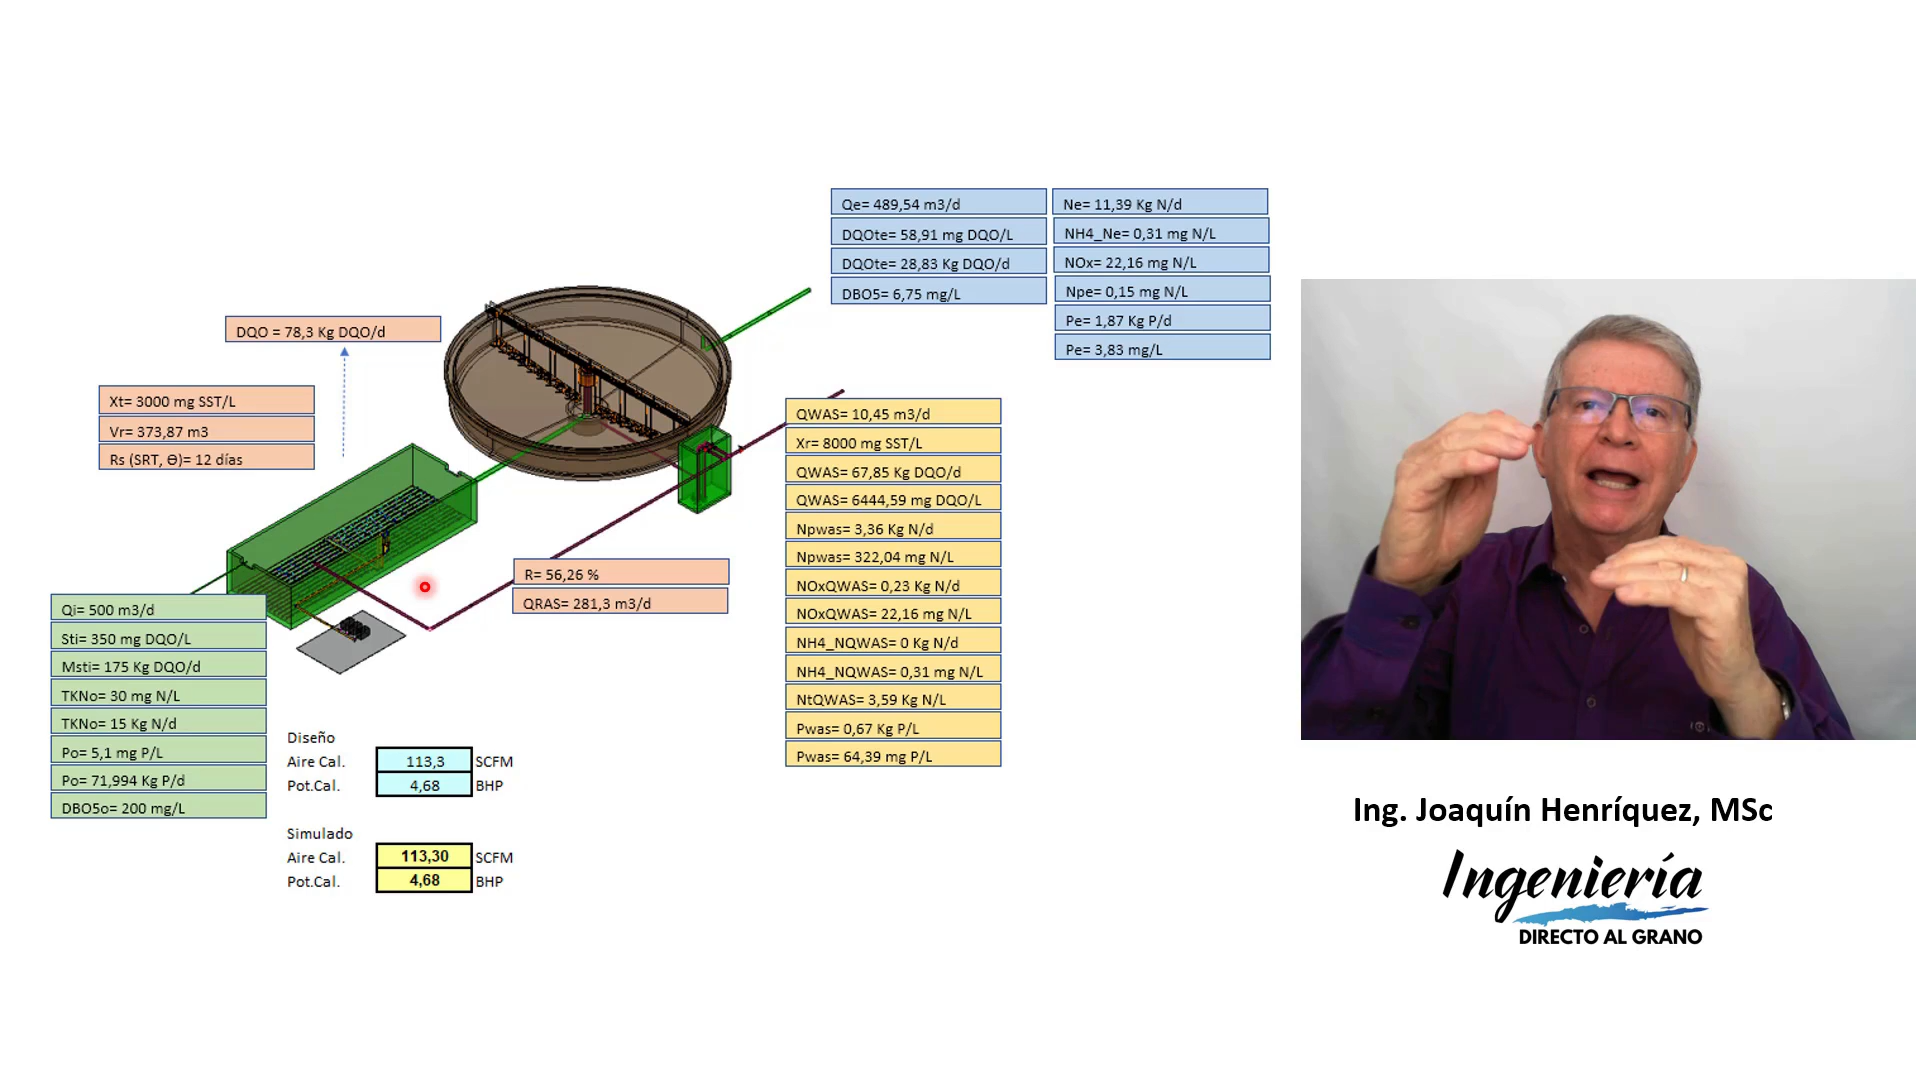 Qe= 489,54 m3/d
DQOte= 58,91 mg DQO/L
DQOte= 28,83 Kg DQO/d
DBO5= 6,75 mg/L
Ne= 11,39 Kg N/d
NH4_Ne= 0,31 mg N/L
NOx= 22,16 mg N/L
Npe= 0,15 mg N/L
Pe= 1,87 Kg P/d
Pe= 3,83 mg/L
DQO = 78,3 Kg DQO/d
Xt= 3000 mg SST/L
Vr= 373,87 m3
Rs (SRT, Ɵ)= 12 días
QWAS= 10,45 m3/d
Xr= 8000 mg SST/L
QWAS= 67,85 Kg DQO/d
QWAS= 6444,59 mg DQO/L
Npwas= 3,36 Kg N/d
Npwas= 322,04 mg N/L
NOxQWAS= 0,23 Kg N/d
NOxQWAS= 22,16 mg N/L
NH4_NQWAS= 0 Kg N/d
NH4_NQWAS= 0,31 mg N/L
NtQWAS= 3,59 Kg N/L
Pwas= 0,67 Kg P/L
Pwas= 64,39 mg P/L
R= 56,26 %
QRAS= 281,3 m3/d
Qi= 500 m3/d
Sti= 350 mg DQO/L
Msti= 175 Kg DQO/d
TKNo= 30 mg N/L
TKNo= 15 Kg N/d
Po= 5,1 mg P/L
Po= 71,994 Kg P/d
DBO5o= 200 mg/L
Diseño
Aire Cal. 113,3 SCFM
Pot.Cal. 4,68 BHP
Simulado
Aire Cal. 113,30 SCFM
Pot.Cal. 4,68 BHP
Ing. Joaquín Henríquez, MSc
Ingeniería
DIRECTO AL GRANO